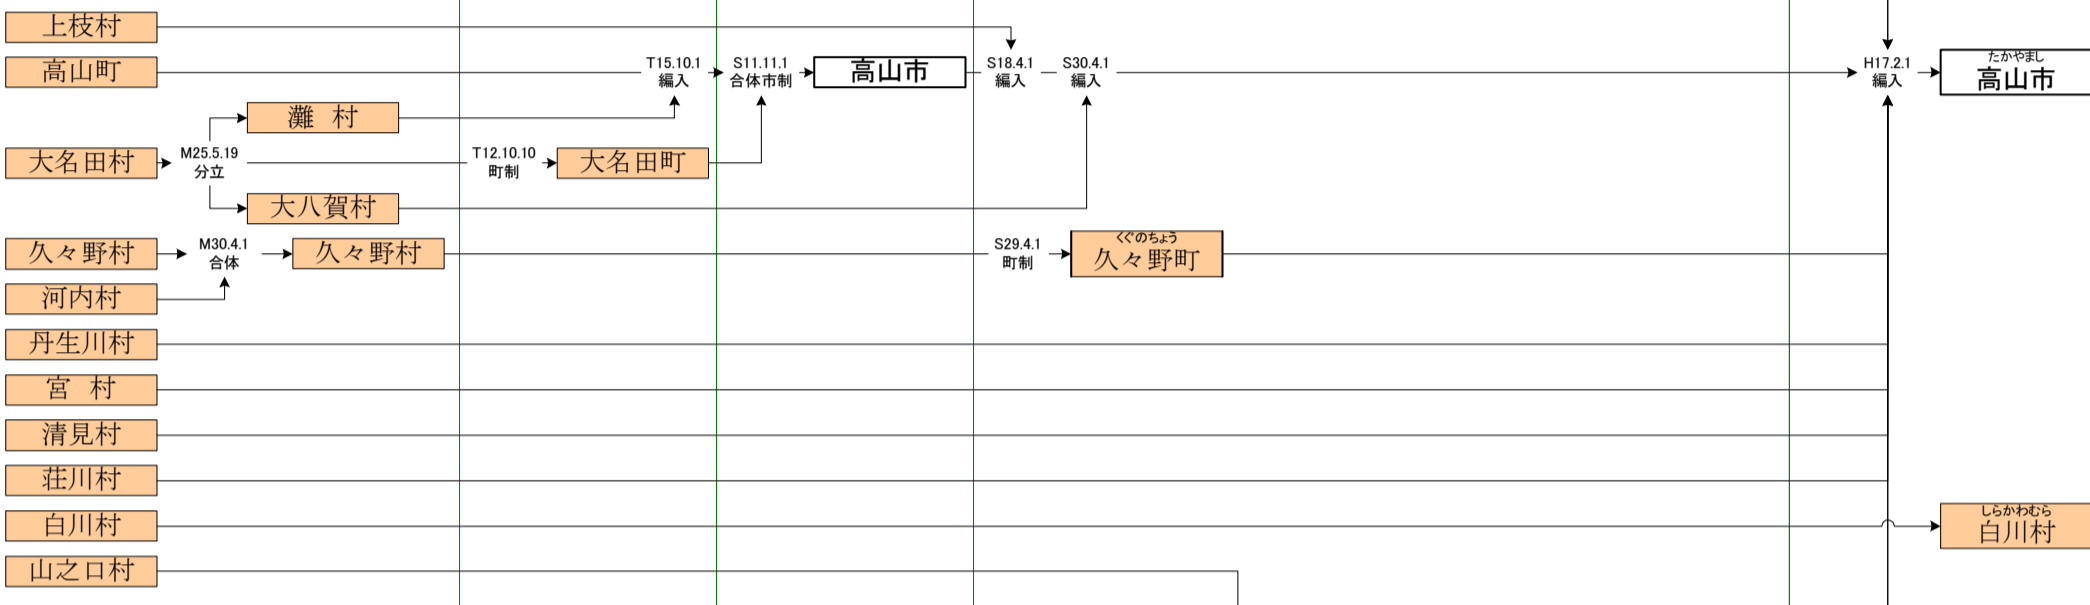 上枝村
高山町
T15.10.1
編入
S11.11.1
合体市制
高山市
S18.4.1
編入
S30.4.1
編入
H17.2.1
編入
たかやまし
高山市
灘 村
大名田村
M25.5.19
分立
T12.10.10
町制
大名田町
大八賀村
久々野村
M30.4.1
合体
久々野村
S29.4.1
町制
くぐのちょう
久々野町
河内村
丹生川村
宮 村
清見村
荘川村
白川村
しらかわむら
白川村
山之口村